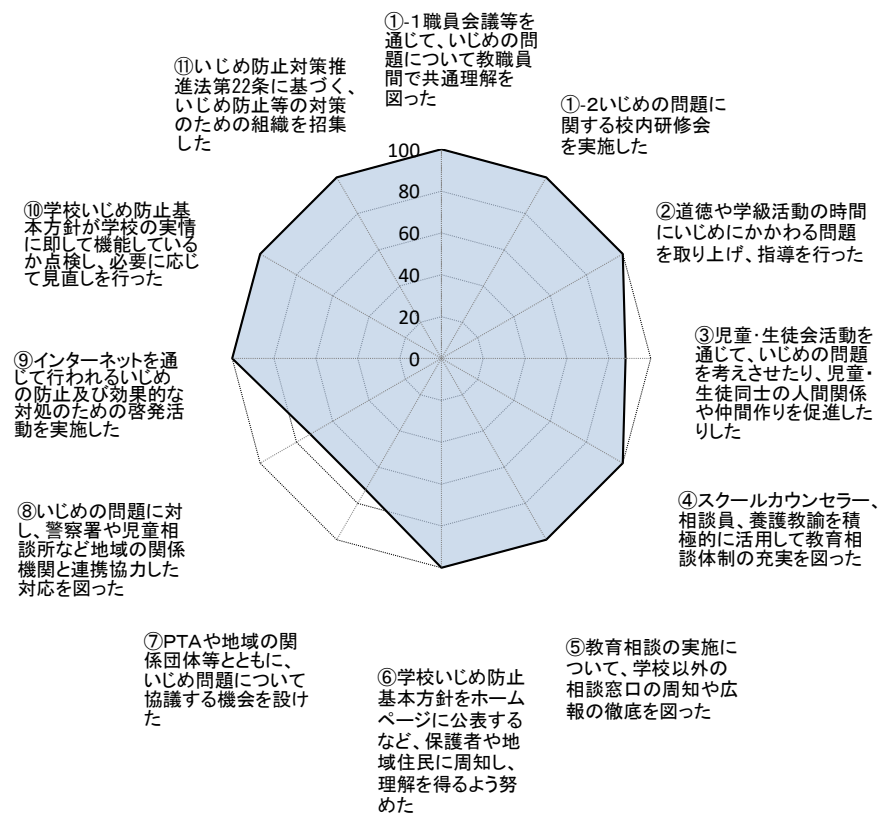 ①-1職員会議等を
通じて、いじめの問
題について教職員
間で共通理解を
図った
①-2いじめの問題に
関する校内研修会
を実施した
②道徳や学級活動の時間
にいじめにかかわる問題
を取り上げ、指導を行った
③児童・生徒会活動を
通じて、いじめの問題
を考えさせたり、児童・
生徒同士の人間関係
や仲間作りを促進した
りした
④スクールカウンセラー、
相談員、養護教諭を積
極的に活用して教育相
談体制の充実を図った
⑤教育相談の実施に
ついて、学校以外の
相談窓口の周知や広
報の徹底を図った
⑥学校いじめ防止
基本方針をホーム
ページに公表する
など、保護者や地
域住民に周知し、
理解を得るよう努
めた
⑦PTAや地域の関
係団体等とともに、
いじめ問題について
協議する機会を設け
た
⑧いじめの問題に対
し、警察署や児童相
談所など地域の関係
機関と連携協力した
対応を図った
⑨インターネットを通
じて行われるいじめ
の防止及び効果的な
対処のための啓発活
動を実施した
⑩学校いじめ防止基
本方針が学校の実情
に即して機能している
か点検し、必要に応じ
て見直しを行った
⑪いじめ防止対策推
進法第22条に基づく、
いじめ防止等の対策
のための組織を招集
した
100
80
60
40
20
0